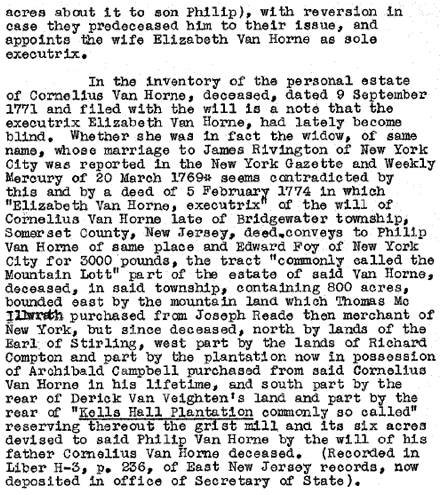 acres about it to son Philip), with reversion in
case they predeceased him to their issue, and
appoints the wife Elizabeth Van Horne as sole
executrix.
In the inventory of the personal estate
of Cornelius Van Horne, deceased, dated 9 September
1771 and filed with the will is a note that the
executrix Elizabeth Van Horne, had lately become
blind. Whether she was in fact the widow, of same
name, whose marriage to James Rivington of New York
City was reported in the New York Gazette and Weekly
Mercury of 20 March 1769* seems contradicted by
this and by a deed of 5 February 1774 in which
"Elizabeth Van Horne, executrix" of the will of
Cornelius Van Horne late of Bridgewater township,
Somerset County, New Jersey, deed.conveys to Philip
Van Horne of same place and Edward Foy of New York
City for 3000 pounds, the tract "commonly called the
Mountain Lott" part of the estate of said Van Horne,
deceased, in said township, containing 800 acres,
bounded east by the mountain land which Thomas Mc
Illwrath purchased from Joseph Reade then merchant of
New York, but since deceased, north by lands of the
Earl of Stirling, west part by the lands of Richard
Compton and part by the plantation now in possession
of Archibald Campbell purchased from said Cornelius
Van Horne in his lifetime, and south part by the
rear of Derick Van Veighten's land and part by the
rear of "Kells Hall Plantation commonly so called"
reserving thereout the grist mill and its six acres
devised to said Philip Van Horne by the will of his
father Cornelius Van Horne deceased. (Recorded in
Liber H-3, p. 236, of East New Jersey records, now
deposited in office of Secretary of State).